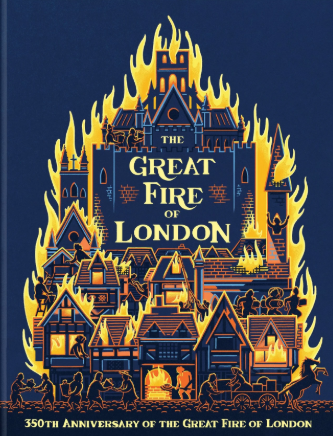 THE
GREAT
FIRE
OF
LONDON
350TH ANNIVERSARY OF THE GREAT FIRE OF LONDON